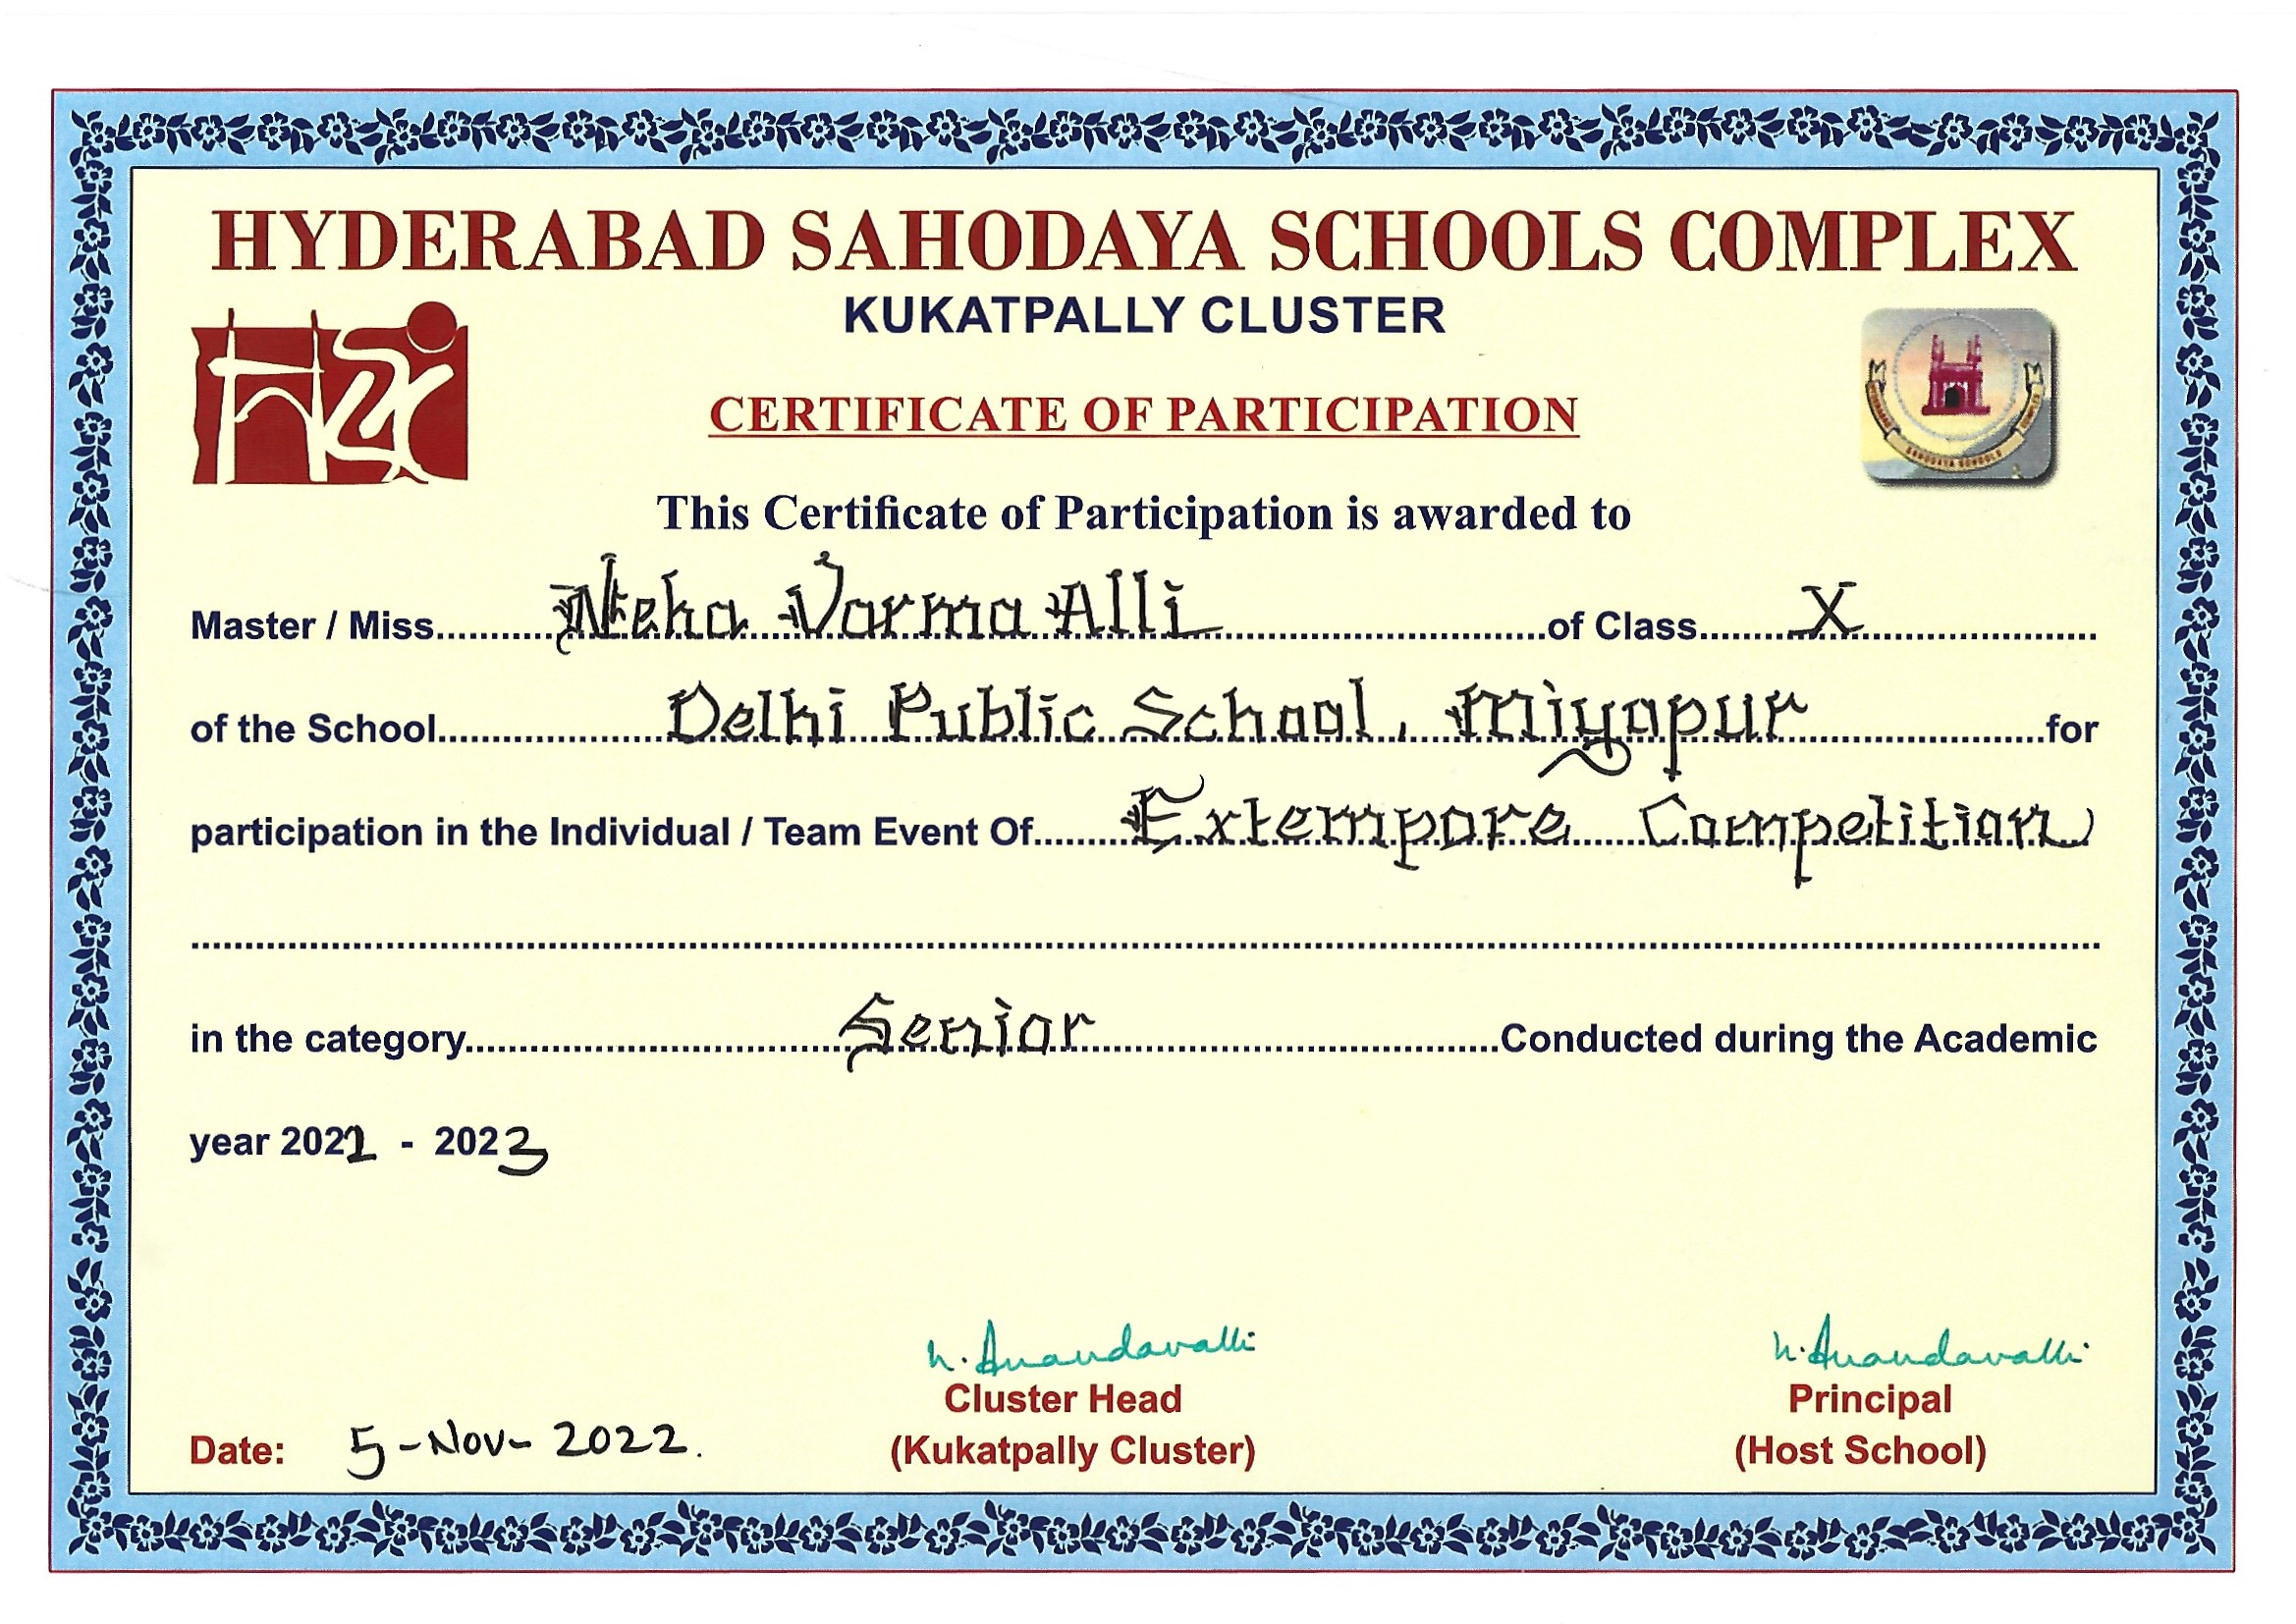 HYDERABAD SAHODAYA SCHOOLS COMPLEX
KUKATPALLY CLUSTER
CERTIFICATE OF PARTICIPATION
SAHODAYA SCHOOLS
This Certificate of Participation is awarded to
Master / Miss Neha Varma Alli of Class X
of the School Delhi Public School, Miyapur for
participation in the Individual / Team Event Of Extempore Competition
in the category Senior Conducted during the Academic
year 2022 - 2023
N. Anandavalli N. Anandavalli
Cluster Head Principal
Date: 5-Nov-2022. (Kukatpally Cluster) (Host School)